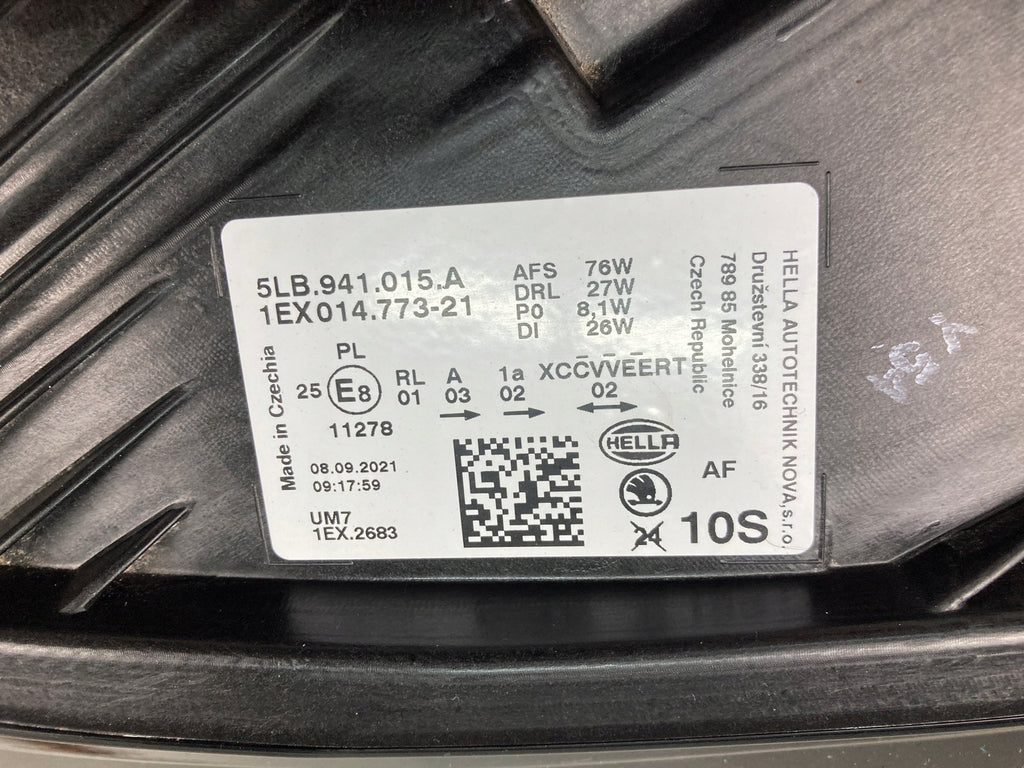 5LB.941.015.A
1EX 014.773-21
AFS 76W
DRL 27W
P0 8,1W
DI 26W
HELLA AUTOTECHNIK NOVA,s.r.o,
Družstevní 338/16
789 85 Mohelnice
Czech Republic
Made in Czechia
PL
25 E8
11278
RL A 1a XCC̄V̄V̄ĒERT
01 03 02 02
08.09.2021
09:17:59
UM7
1EX.2683
HELLA
AF
24 10S